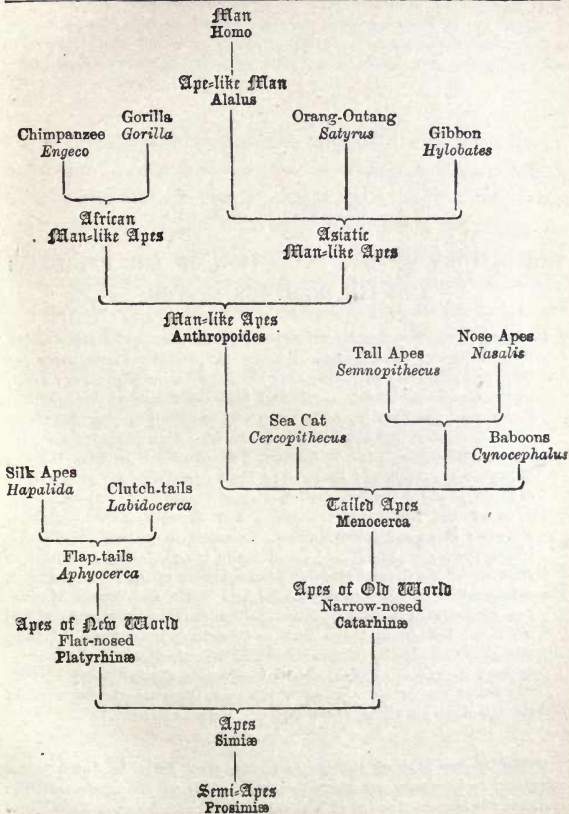 Man
Homo
Ape-like Man
Alalus
Gorilla
Gorilla
Chimpanzee
Engeco
Orang-Outang
Satyrus
Gibbon
Hylobates
African
Man-like Apes
Asiatic
Man-like Apes
Man-like Apes
Anthropoides
Nose Apes
Nasalis
Tall Apes
Semnopithecus
Sea Cat
Cercopithecus
Baboons
Cynocephalus
Silk Apes
Hapalida
Clutch-tails
Labidocerca
Tailed Apes
Menocerca
Flap-tails
Aphyocerca
Apes of Old World
Narrow-nosed
Catarhinæ
Apes of New World
Flat-nosed
Platyrhinæ
Apes
Simiæ
Semi-Apes
Prosimiæ